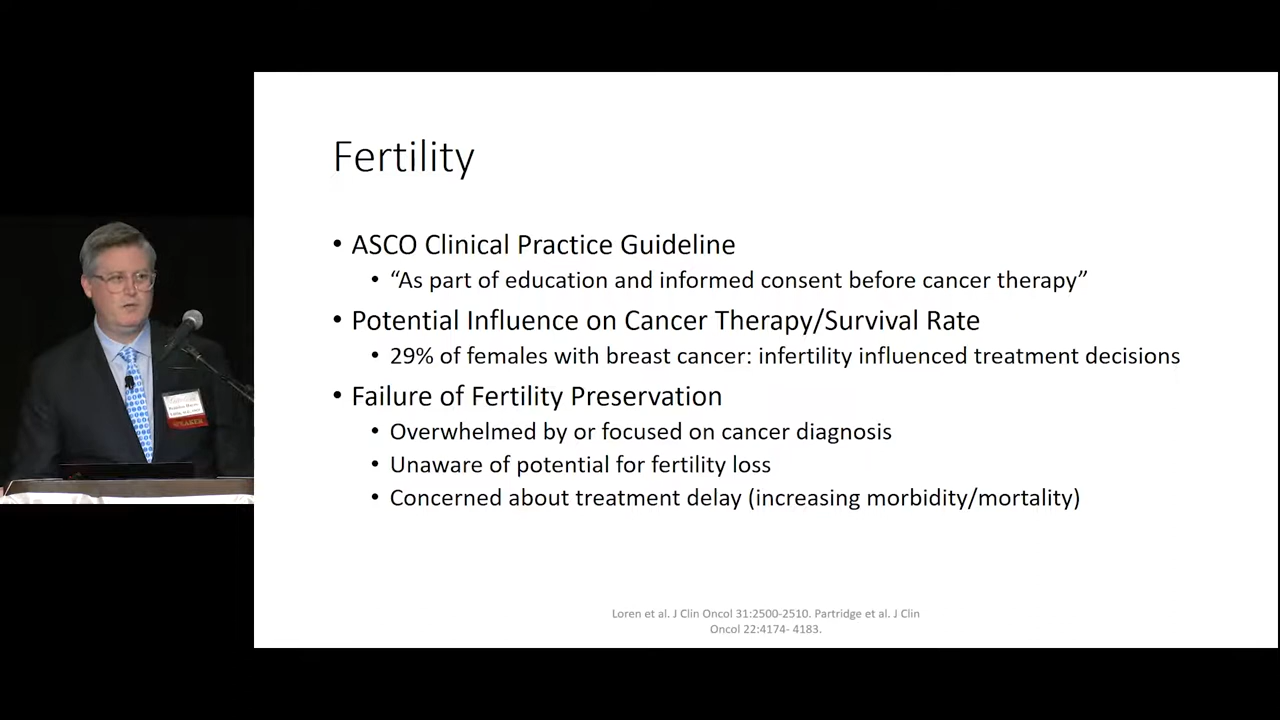 Fertility
• ASCO Clinical Practice Guideline
• “As part of education and informed consent before cancer therapy”
• Potential Influence on Cancer Therapy/Survival Rate
• 29% of females with breast cancer: infertility influenced treatment decisions
• Failure of Fertility Preservation
• Overwhelmed by or focused on cancer diagnosis
• Unaware of potential for fertility loss
• Concerned about treatment delay (increasing morbidity/mortality)
Loren et al. J Clin Oncol 31:2500-2510. Partridge et al. J Clin
Oncol 22:4174- 4183.
SPEAKER